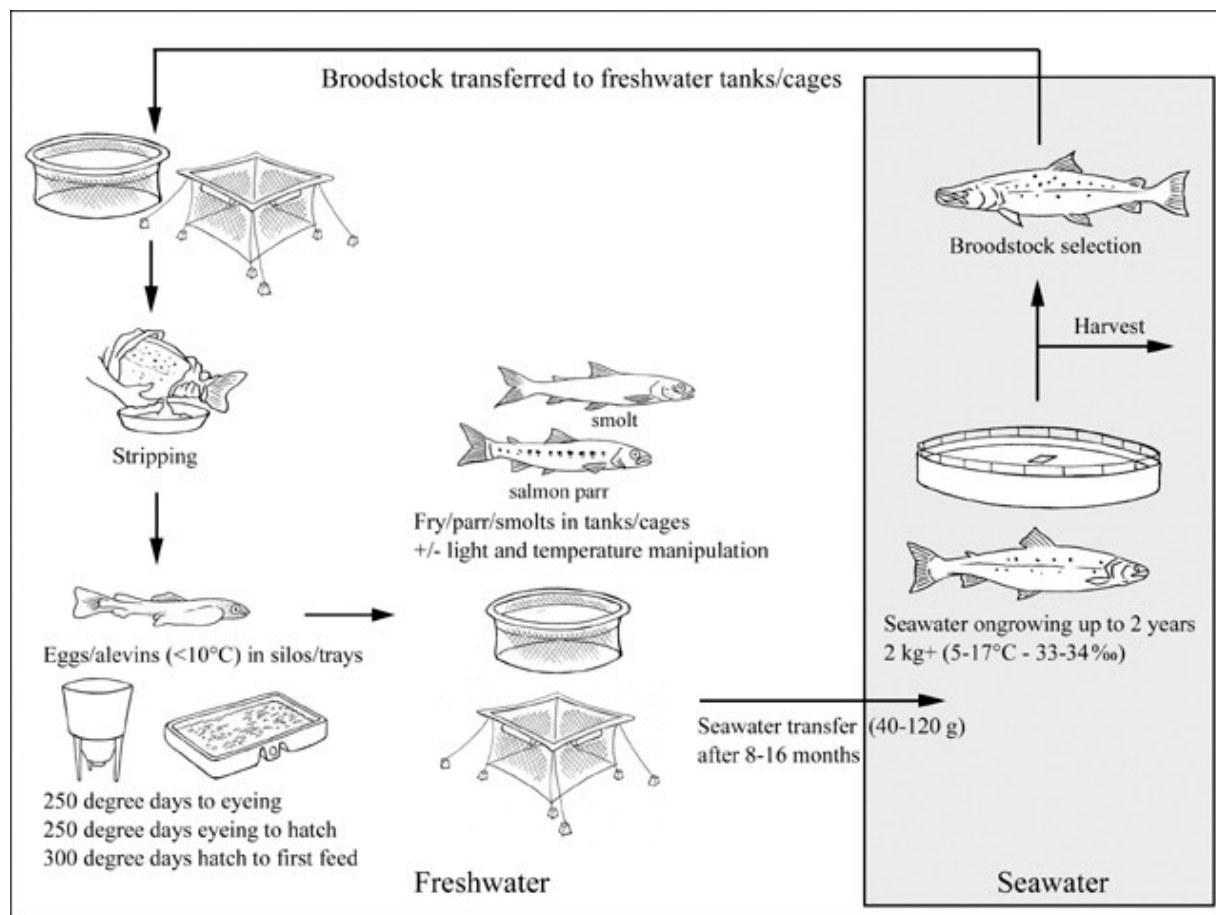 Broodstock transferred to freshwater tanks/cages
Broodstock selection
Harvest
Stripping
smolt
salmon parr
Fry/parr/smolts in tanks/cages
+/- light and temperature manipulation
Eggs/alevins (<10°C) in silos/trays
Seawater ongrowing up to 2 years
2 kg+ (5-17°C - 33-34‰)
Seawater transfer (40-120 g)
after 8-16 months
250 degree days to eyeing
250 degree days eyeing to hatch
300 degree days hatch to first feed
Freshwater
Seawater